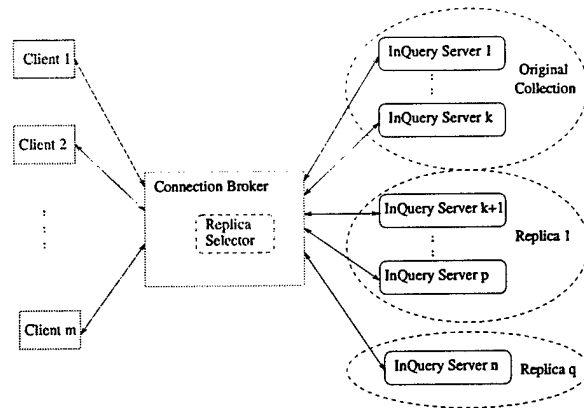 Client 1
Client 2
Client m
Connection Broker
Replica
Selector
InQuery Server 1
InQuery Server k
Original
Collection
InQuery Server k+1
Replica 1
InQuery Server p
InQuery Server n
Replica q